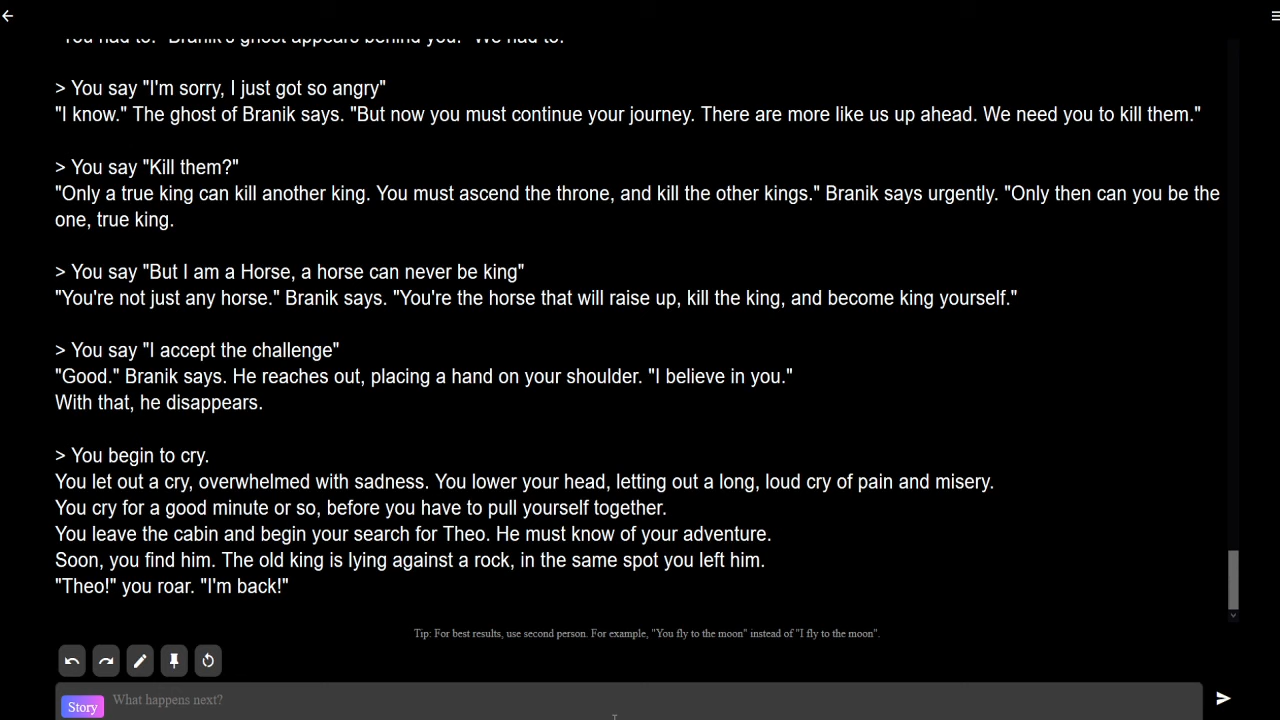 You had to." Branik's ghost appears behind you. "We had to.
> You say "I'm sorry, I just got so angry"
"I know." The ghost of Branik says. "But now you must continue your journey. There are more like us up ahead. We need you to kill them."
> You say "Kill them?"
"Only a true king can kill another king. You must ascend the throne, and kill the other kings." Branik says urgently. "Only then can you be the
one, true king.
> You say "But I am a Horse, a horse can never be king"
"You're not just any horse." Branik says. "You're the horse that will raise up, kill the king, and become king yourself."
> You say "I accept the challenge"
"Good." Branik says. He reaches out, placing a hand on your shoulder. "I believe in you."
With that, he disappears.
> You begin to cry.
You let out a cry, overwhelmed with sadness. You lower your head, letting out a long, loud cry of pain and misery.
You cry for a good minute or so, before you have to pull yourself together.
You leave the cabin and begin your search for Theo. He must know of your adventure.
Soon, you find him. The old king is lying against a rock, in the same spot you left him.
"Theo!" you roar. "I'm back!"
Tip: For best results, use second person. For example, "You fly to the moon" instead of "I fly to the moon".
Story
What happens next?